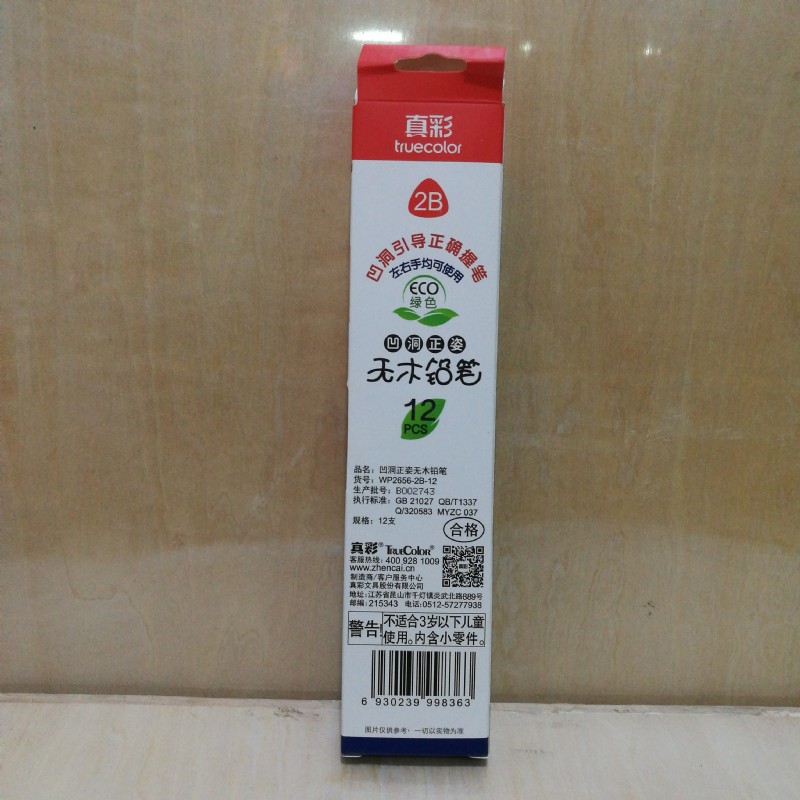 真彩
truecolor
2B
凹洞引导正确握笔
左右手均可使用
ECO
绿色
凹洞正姿
无木铅笔
12
PCS
品名：凹洞正姿无木铅笔
货号：WP2656-2B-12
生产批号：B002743
执行标准：GB 21027 QB/T1337
Q/320583 MYZC 037
规格：12支
合格
真彩® TRUECOLOR®
客服热线：400 928 1009
www.zhencai.cn
制造商/客户服务中心
真彩文具股份有限公司
地址：江苏省昆山市千灯镇炎武北路889号
邮编：215343 电话：0512-57277938
警告！
不适合3岁以下儿童
使用。内含小零件。
6 930239 998363
图片仅供参考，一切以实物为准